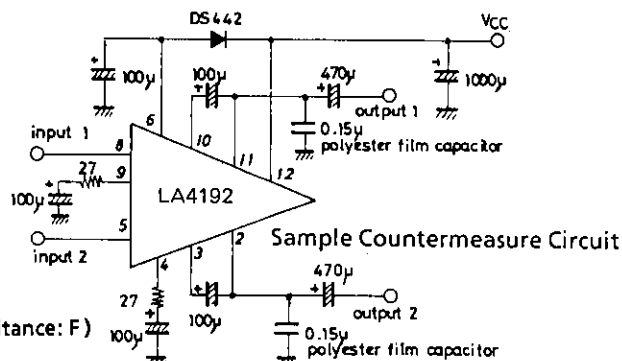 DS442
VCC
100μ
100μ
470μ
1000μ
output 1
0.15μ
polyester film capacitor
input 1
6
10
11
12
8
27
9
LA4192
100μ
5
input 2
Sample Countermeasure Circuit
4
3
2
27
470μ
100μ
output 2
itance: F)
100μ
0.15μ
polyester film capacitor